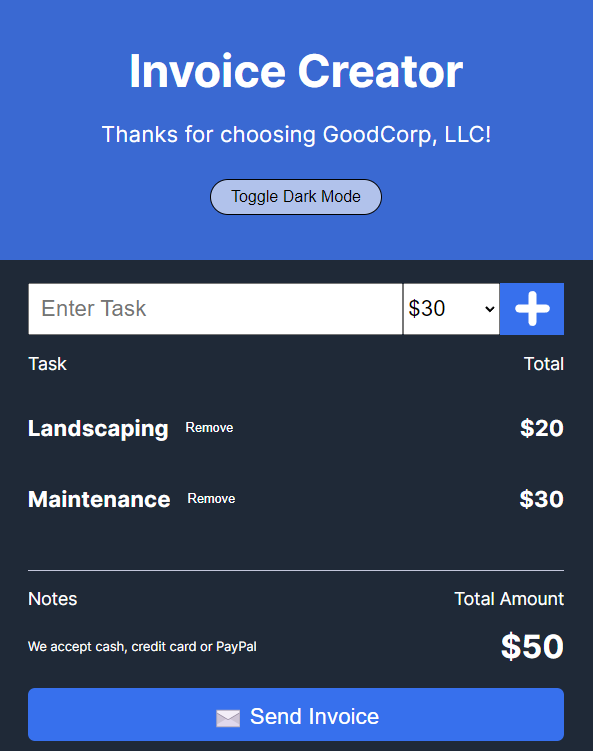 Invoice Creator
Thanks for choosing GoodCorp, LLC!
Toggle Dark Mode
Enter Task $30
Task Total
Landscaping Remove $20
Maintenance Remove $30
Notes Total Amount
We accept cash, credit card or PayPal $50
Send Invoice